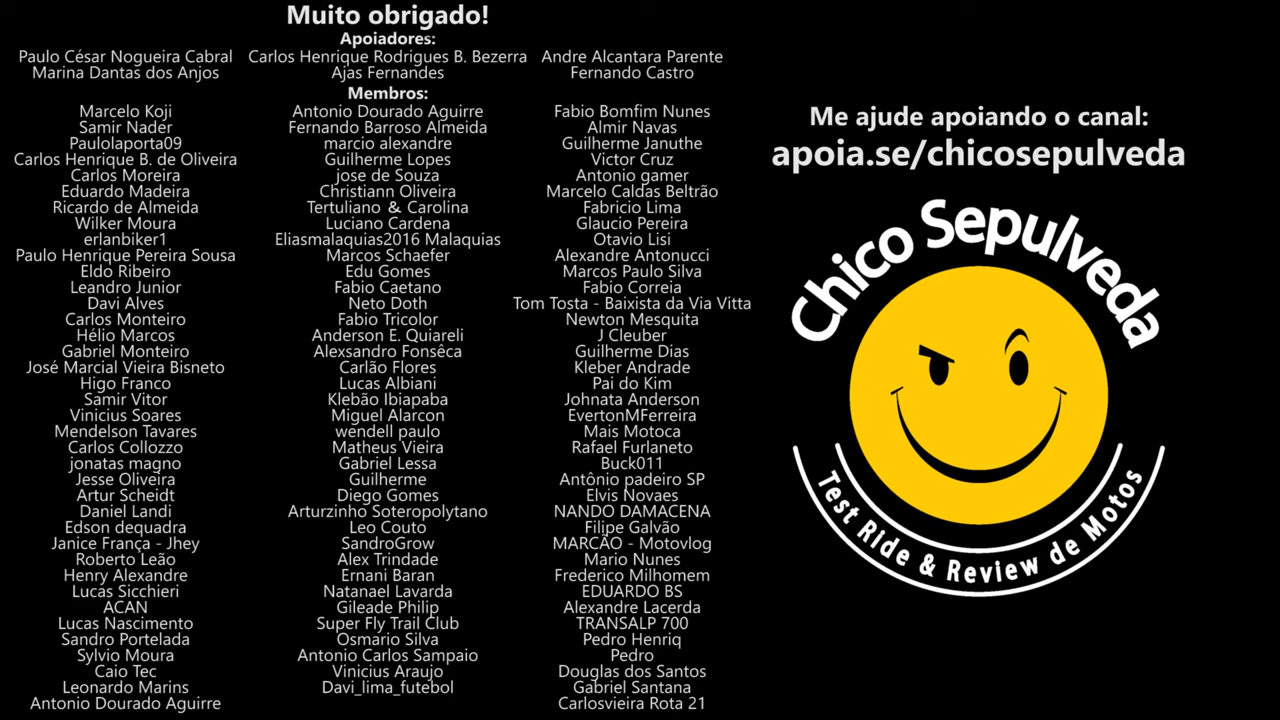 Muito obrigado!
Apoiadores:
Paulo César Nogueira Cabral
Marina Dantas dos Anjos
Carlos Henrique Rodrigues B. Bezerra
Ajas Fernandes
Andre Alcantara Parente
Fernando Castro
Membros:
Marcelo Koji
Samir Nader
Paulolaporta09
Carlos Henrique B. de Oliveira
Carlos Moreira
Eduardo Madeira
Ricardo de Almeida
Wilker Moura
erlanbiker1
Paulo Henrique Pereira Sousa
Eldo Ribeiro
Leandro Junior
Davi Alves
Carlos Monteiro
Hélio Marcos
Gabriel Monteiro
José Marcial Vieira Bisneto
Higo Franco
Samir Vitor
Vinicius Soares
Mendelson Tavares
Carlos Collozzo
jonatas magno
Jesse Oliveira
Artur Scheidt
Daniel Landi
Edson dequadra
Janice França - Jhey
Roberto Leão
Henry Alexandre
Lucas Sicchieri
ACAN
Lucas Nascimento
Sandro Portelada
Sylvio Moura
Caio Tec
Leonardo Marins
Antonio Dourado Aguirre
Antonio Dourado Aguirre
Fernando Barroso Almeida
marcio alexandre
Guilherme Lopes
jose de Souza
Christiann Oliveira
Tertuliano & Carolina
Luciano Cardena
Eliasmalaquias2016 Malaquias
Marcos Schaefer
Edu Gomes
Fabio Caetano
Neto Doth
Fabio Tricolor
Anderson E. Quiareli
Alexsandro Fonsêca
Carlão Flores
Lucas Albiani
Klebão Ibiapaba
Miguel Alarcon
wendell paulo
Matheus Vieira
Gabriel Lessa
Guilherme
Diego Gomes
Arturzinho Soteropolytano
Leo Couto
SandroGrow
Alex Trindade
Ernani Baran
Natanael Lavarda
Gileade Philip
Super Fly Trail Club
Osmario Silva
Antonio Carlos Sampaio
Vinicius Araujo
Davi_lima_futebol
Fabio Bomfim Nunes
Almir Navas
Guilherme Januthe
Victor Cruz
Antonio gamer
Marcelo Caldas Beltrão
Fabricio Lima
Glaucio Pereira
Otavio Lisi
Alexandre Antonucci
Marcos Paulo Silva
Fabio Correia
Tom Tosta - Baixista da Via Vitta
Newton Mesquita
J Cleuber
Guilherme Dias
Kleber Andrade
Pai do Kim
Johnata Anderson
EvertonMFerreira
Mais Motoca
Rafael Furlaneto
Buck011
Antônio padeiro SP
Elvis Novaes
NANDO DAMACENA
Filipe Galvão
MARCÃO - Motovlog
Mario Nunes
Frederico Milhomem
EDUARDO BS
Alexandre Lacerda
TRANSALP 700
Pedro Henriq
Pedro
Douglas dos Santos
Gabriel Santana
Carlosvieira Rota 21
Me ajude apoiando o canal:
apoia.se/chicosepulveda
Chico Sepulveda
Test Ride & Review de Motos